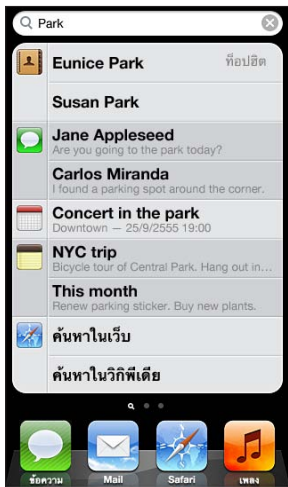 Park
Eunice Park ท็อปฮิต
Susan Park
Jane Appleseed
Are you going to the park today?
Carlos Miranda
I found a parking spot around the corner.
Concert in the park
Downtown — 25/9/2555 19:00
NYC trip
Bicycle tour of Central Park. Hang out in...
This month
Renew parking sticker. Buy new plants.
ค้นหาในเว็บ
ค้นหาในวิกิพีเดีย
ข้อความ Mail Safari เพลง